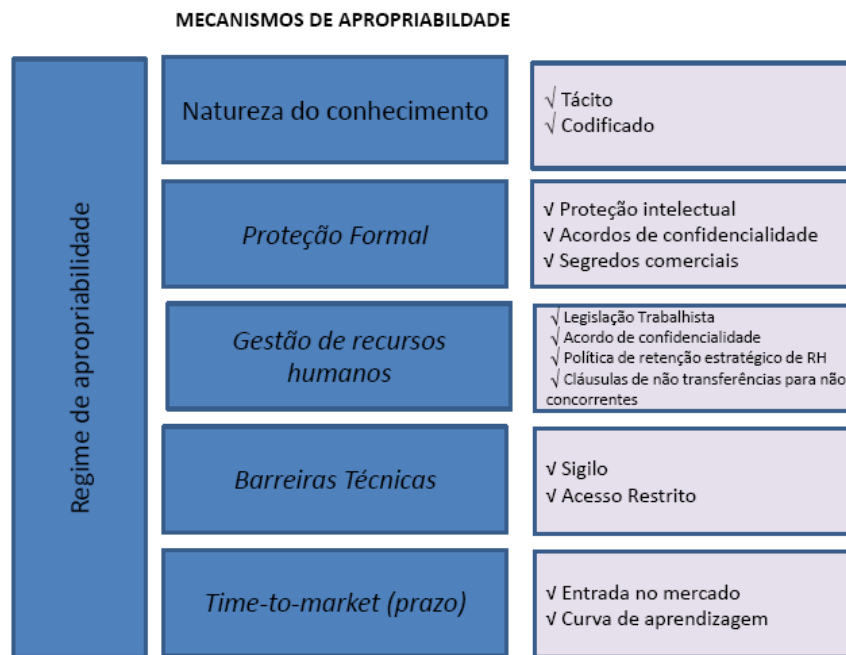 MECANISMOS DE APROPRIABILDADE
Regime de apropriabilidade
Natureza do conhecimento
√ Tácito
√ Codificado
Proteção Formal
√ Proteção intelectual
√ Acordos de confidencialidade
√ Segredos comerciais
Gestão de recursos
humanos
√ Legislação Trabalhista
√ Acordo de confidencialidade
√ Política de retenção estratégico de RH
√ Cláusulas de não transferências para não
concorrentes
Barreiras Técnicas
√ Sigilo
√ Acesso Restrito
Time-to-market (prazo)
√ Entrada no mercado
√ Curva de aprendizagem